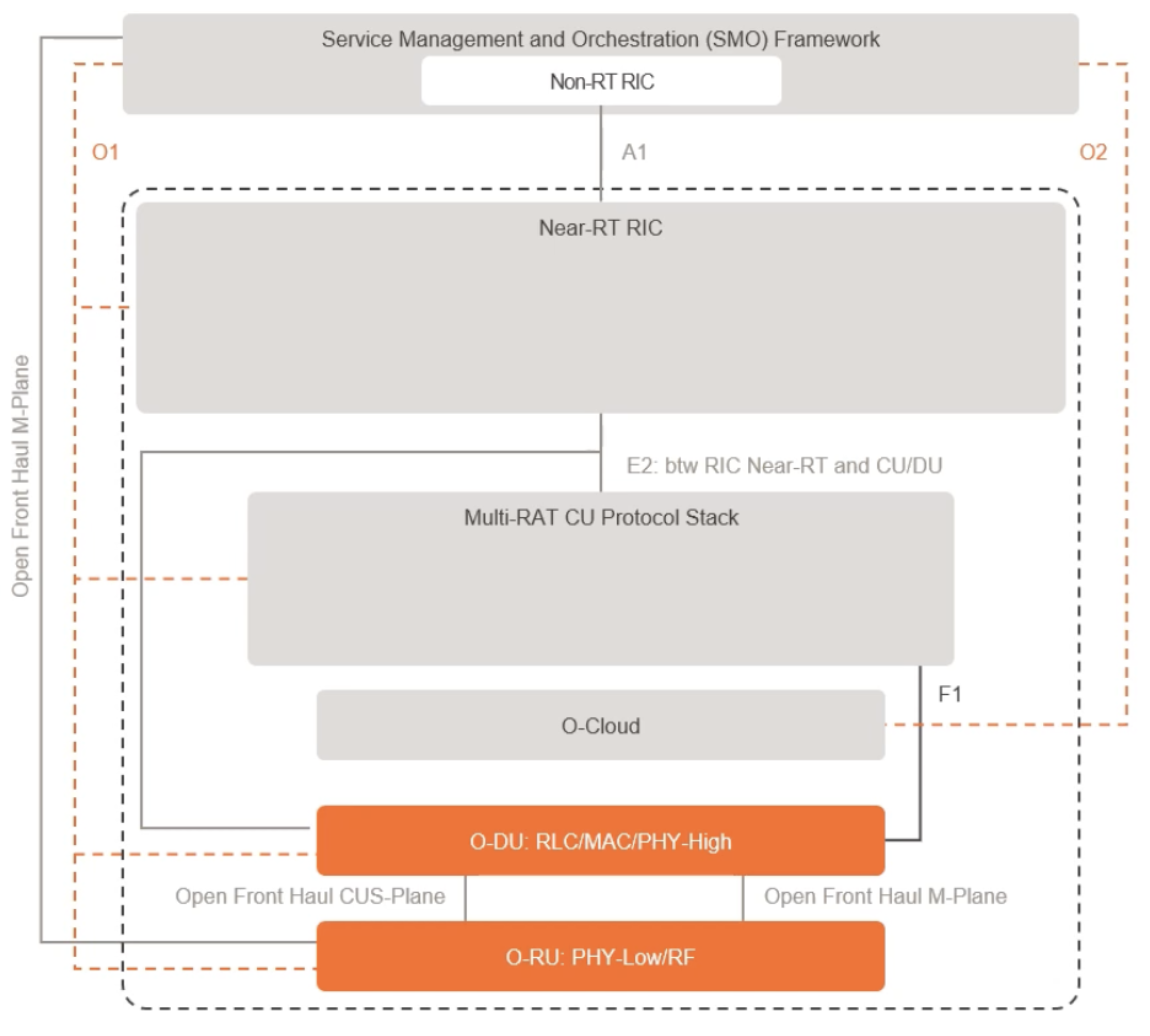 Service Management and Orchestration (SMO) Framework
Non-RT RIC
O1
A1
O2
Near-RT RIC
Open Front Haul M-Plane
E2: btw RIC Near-RT and CU/DU
Multi-RAT CU Protocol Stack
F1
O-Cloud
O-DU: RLC/MAC/PHY-High
Open Front Haul CUS-Plane
Open Front Haul M-Plane
O-RU: PHY-Low/RF